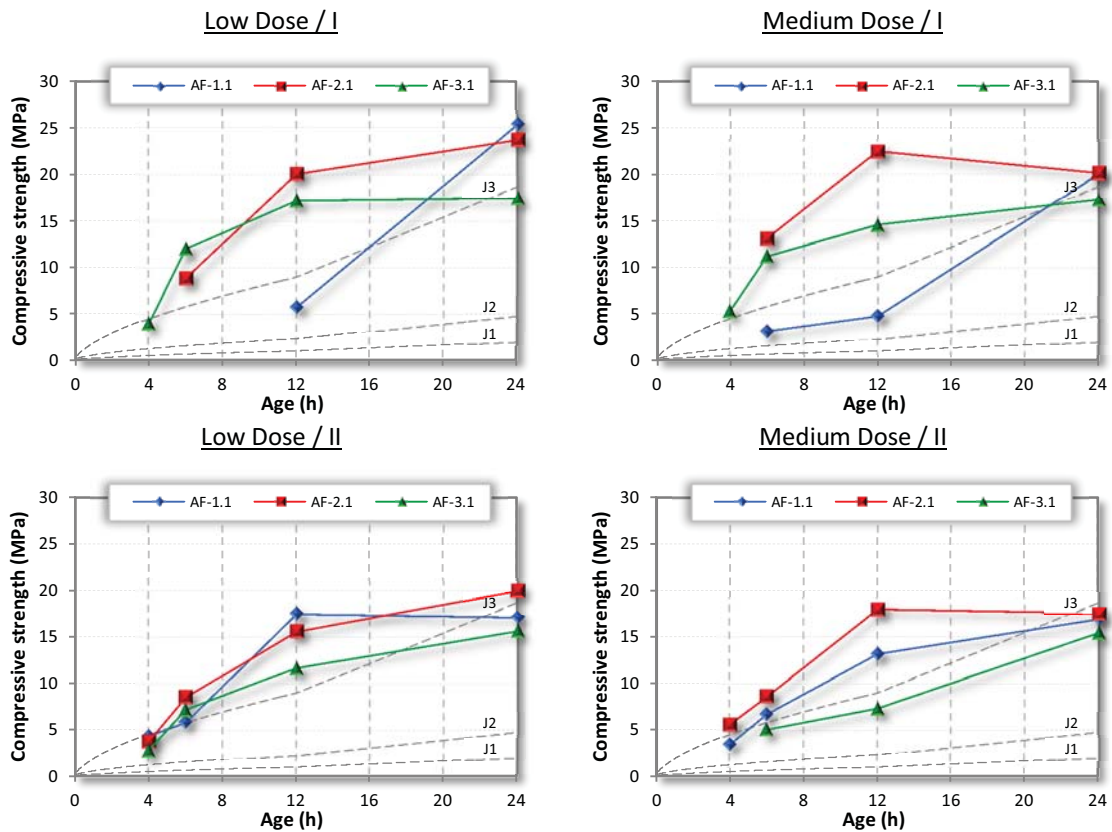 Low Dose / I
Medium Dose / I
AF-1.1 AF-2.1 AF-3.1
Compressive strength (MPa)
30
25
20
15
10
5
0
J3
J2
J1
0 4 8 12 16 20 24
Age (h)
AF-1.1 AF-2.1 AF-3.1
Compressive strength (MPa)
30
25
20
15
10
5
0
J3
J2
J1
0 4 8 12 16 20 24
Age (h)
Low Dose / II
Medium Dose / II
AF-1.1 AF-2.1 AF-3.1
Compressive strength (MPa)
30
25
20
15
10
5
0
J3
J2
J1
0 4 8 12 16 20 24
Age (h)
AF-1.1 AF-2.1 AF-3.1
Compressive strength (MPa)
30
25
20
15
10
5
0
J3
J2
J1
0 4 8 12 16 20 24
Age (h)